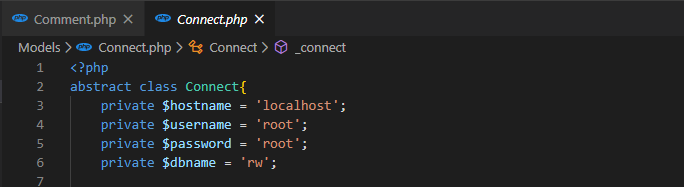 Comment.php × Connect.php ×
Models > Connect.php > Connect > _connect
1 <?php
2 abstract class Connect{
3 private $hostname = 'localhost';
4 private $username = 'root';
5 private $password = 'root';
6 private $dbname = 'rw';
7